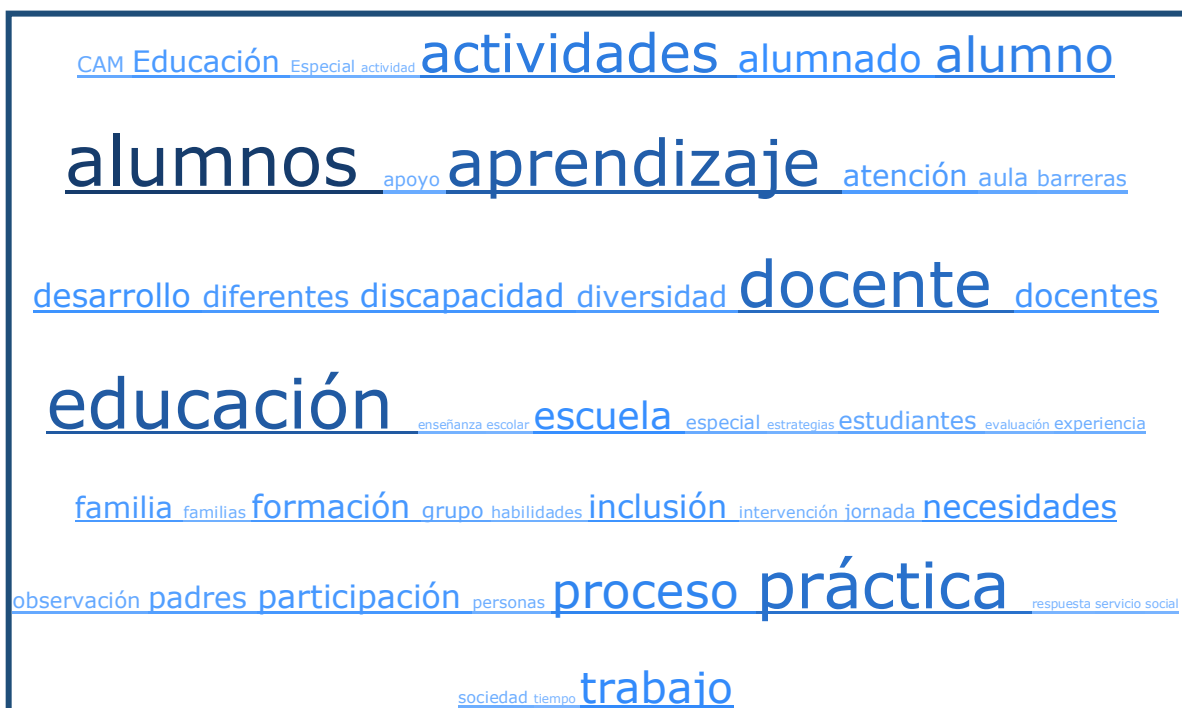 CAM Educación Especial actividad actividades alumnado alumno
alumnos apoyo aprendizaje atención aula barreras
desarrollo diferentes discapacidad diversidad docente docentes
educación enseñanza escolar escuela especial estrategias estudiantes evaluación experiencia
familia familias formación grupo habilidades inclusión intervención jornada necesidades
observación padres participación personas proceso práctica respuesta servicio social
sociedad tiempo trabajo